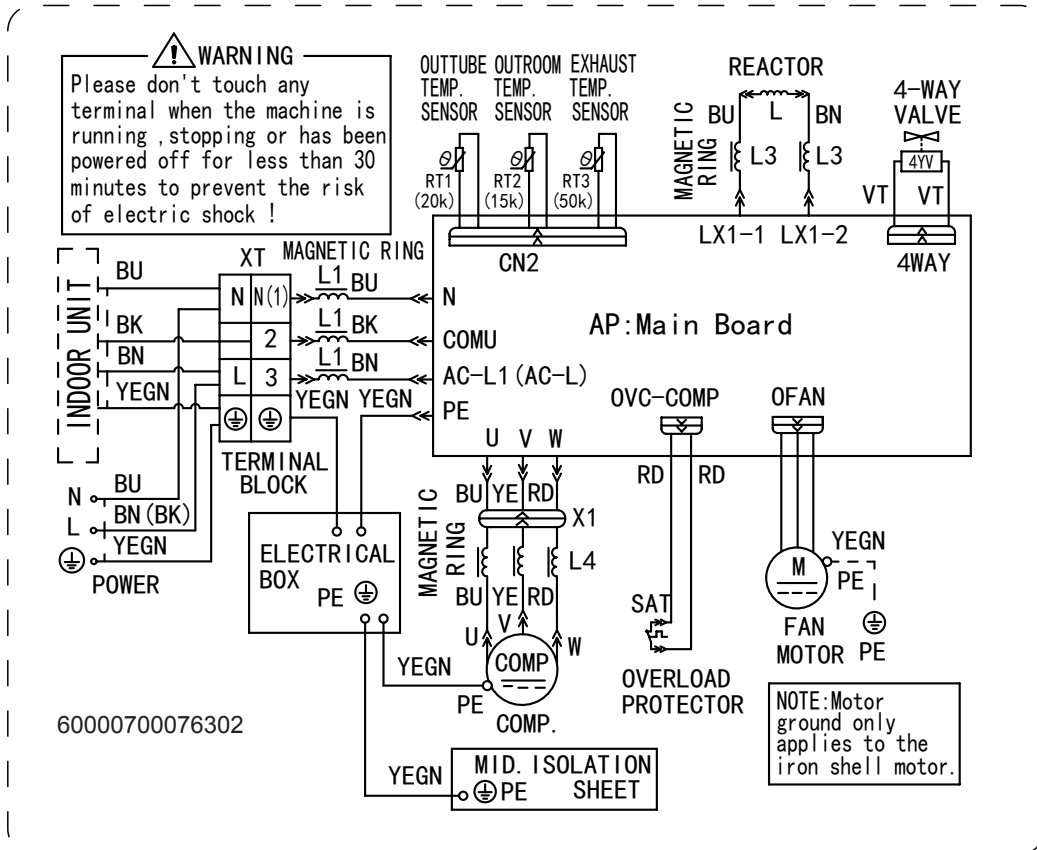 WARNING
Please don't touch any
terminal when the machine is
running ,stopping or has been
powered off for less than 30
minutes to prevent the risk
of electric shock !
OUTTUBE OUTROOM EXHAUST
TEMP. TEMP. TEMP.
SENSOR SENSOR SENSOR
RT1 RT2 RT3
(20k) (15k) (50k)
CN2
REACTOR
MAGNETIC
RING
BU L BN
L3 L3
LX1-1 LX1-2
4-WAY
VALVE
4YV
VT VT
4WAY
INDOOR UNIT
BU
BK
BN
YEGN
XT
N N(1)
2
L 3
TERMINAL
BLOCK
MAGNETIC RING
L1 BU
L1 BK
L1 BN
YEGN YEGN
N
COMU
AC-L1(AC-L)
PE
AP:Main Board
OVC-COMP
OFAN
U V W
RD RD
N BU
L BN(BK)
YEGN
POWER
ELECTRICAL
BOX
PE
MAGNETIC
RING
BU YE RD
X1
L4
BU YE RD
U V W
COMP
PE
COMP.
YEGN
SAT
OVERLOAD
PROTECTOR
M
YEGN
PE
FAN
MOTOR PE
NOTE:Motor
ground only
applies to the
iron shell motor.
60000700076302
YEGN
MID. ISOLATION
SHEET
PE